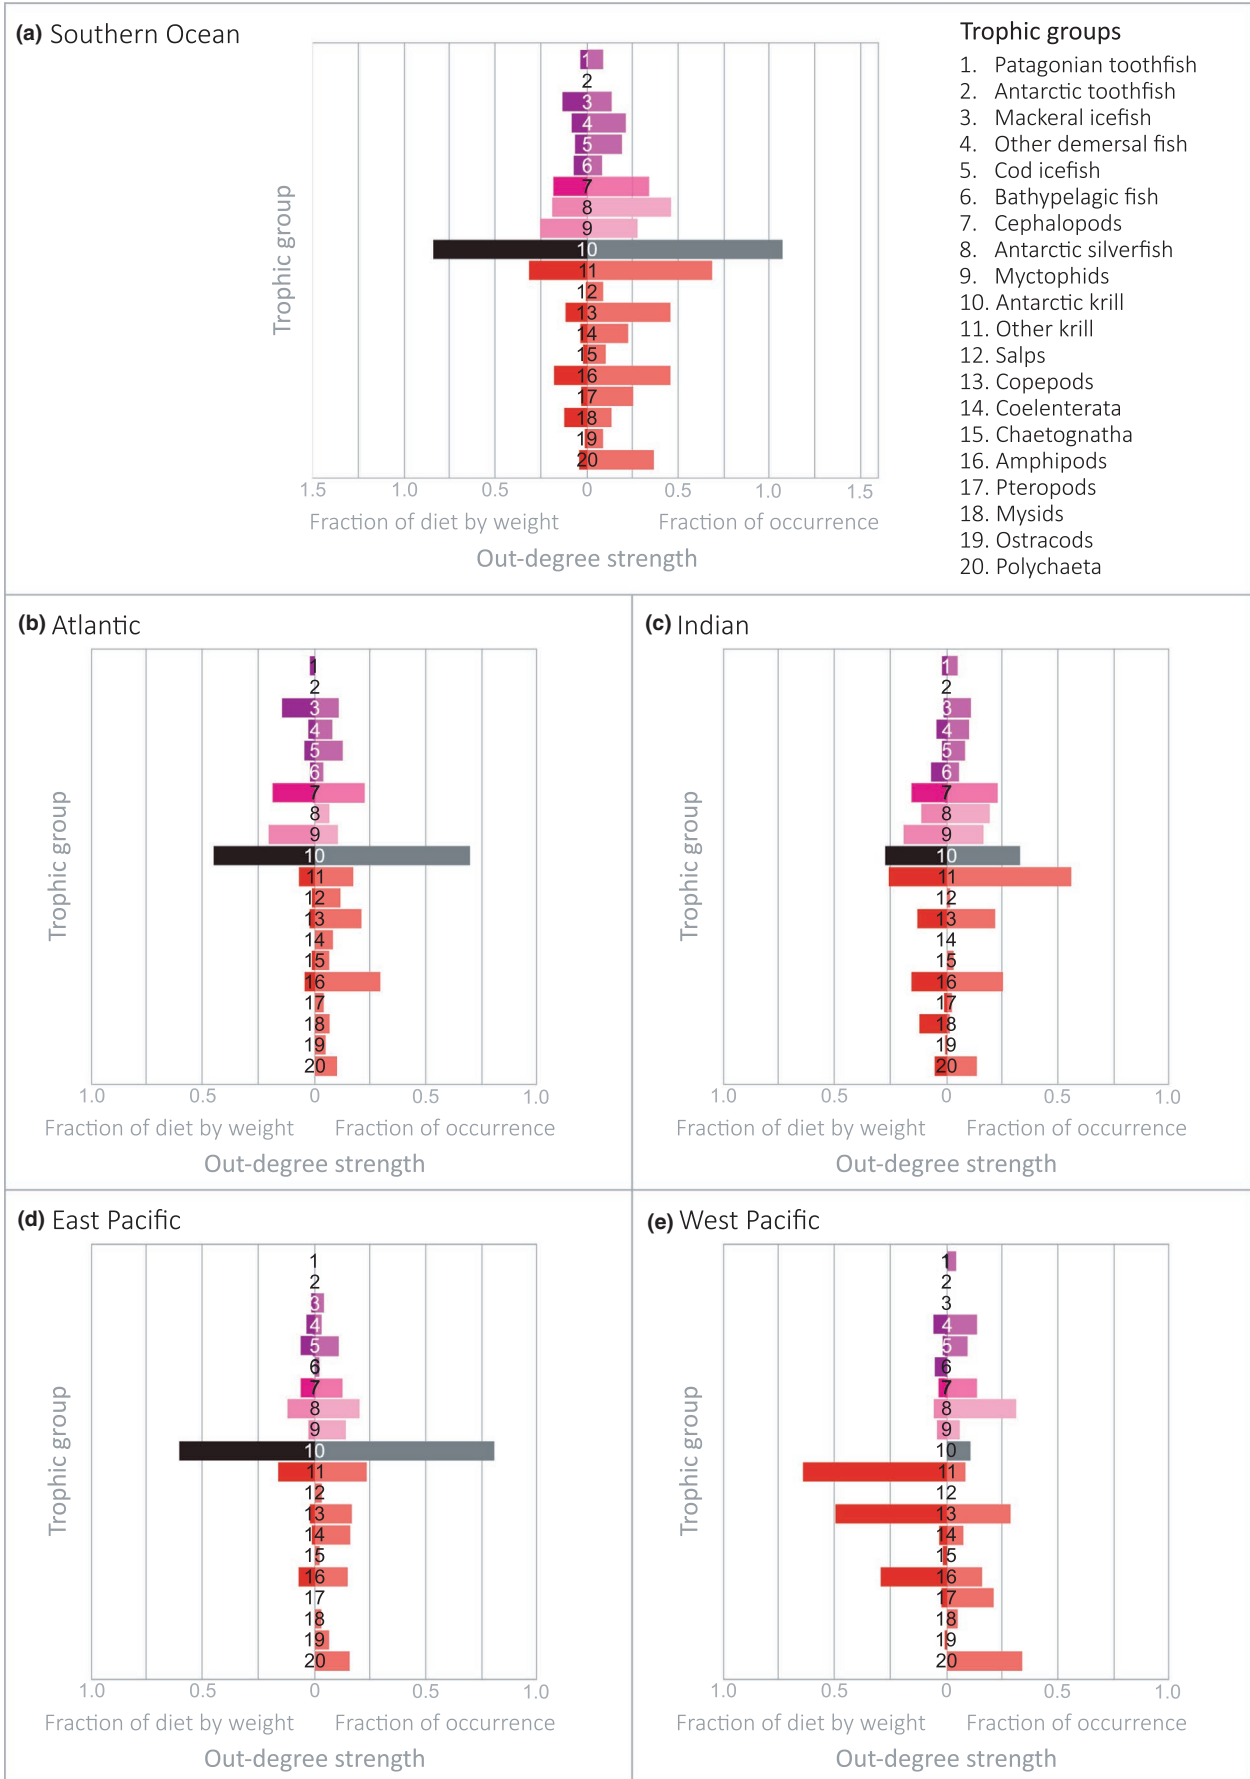 (a) Southern Ocean
Trophic group
1
2
3
4
5
6
7
8
9
10
11
12
13
14
15
16
17
18
19
20
1.5 1.0 0.5 0 0.5 1.0 1.5
Fraction of diet by weight Fraction of occurrence
Out-degree strength
Trophic groups
1. Patagonian toothfish
2. Antarctic toothfish
3. Mackeral icefish
4. Other demersal fish
5. Cod icefish
6. Bathypelagic fish
7. Cephalopods
8. Antarctic silverfish
9. Myctophids
10. Antarctic krill
11. Other krill
12. Salps
13. Copepods
14. Coelenterata
15. Chaetognatha
16. Amphipods
17. Pteropods
18. Mysids
19. Ostracods
20. Polychaeta
(b) Atlantic
Trophic group
1
2
3
4
5
6
7
8
9
10
11
12
13
14
15
16
17
18
19
20
1.0 0.5 0 0.5 1.0
Fraction of diet by weight Fraction of occurrence
Out-degree strength
(c) Indian
Trophic group
1
2
3
4
5
6
7
8
9
10
11
12
13
14
15
16
17
18
19
20
1.0 0.5 0 0.5 1.0
Fraction of diet by weight Fraction of occurrence
Out-degree strength
(d) East Pacific
Trophic group
1
2
3
4
5
6
7
8
9
10
11
12
13
14
15
16
17
18
19
20
1.0 0.5 0 0.5 1.0
Fraction of diet by weight Fraction of occurrence
Out-degree strength
(e) West Pacific
Trophic group
1
2
3
4
5
6
7
8
9
10
11
12
13
14
15
16
17
18
19
20
1.0 0.5 0 0.5 1.0
Fraction of diet by weight Fraction of occurrence
Out-degree strength